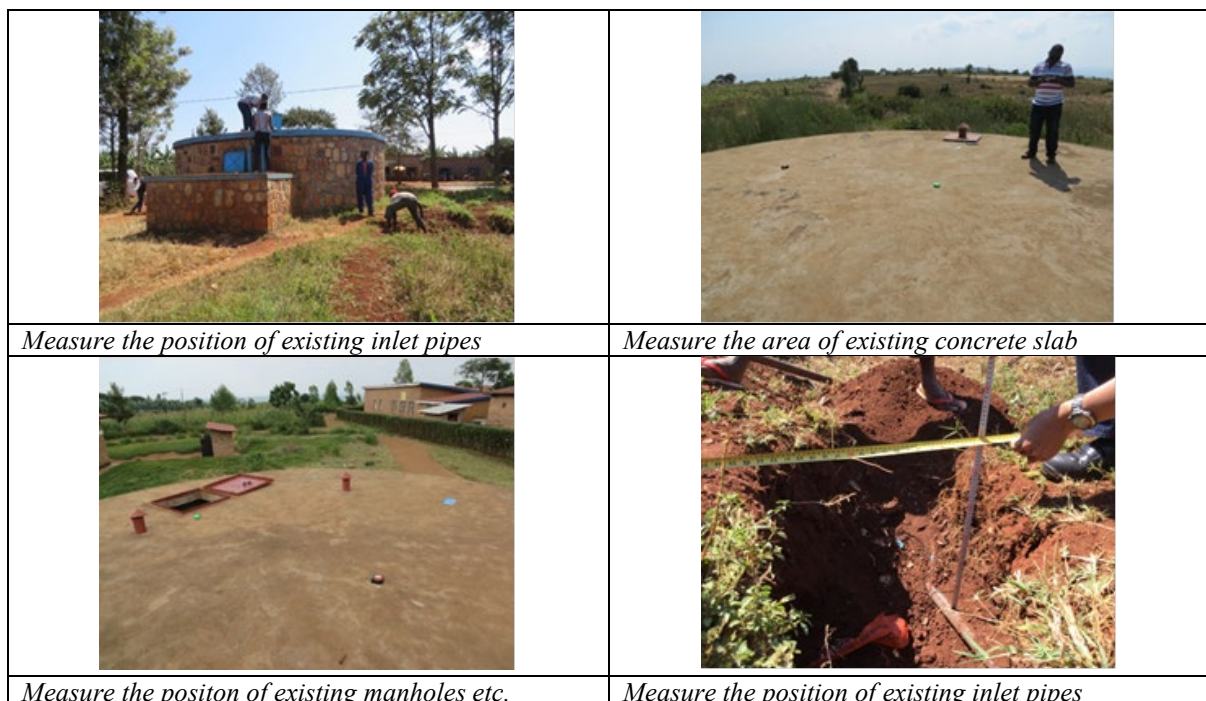 Measure the position of existing inlet pipes
Measure the area of existing concrete slab
Measure the positon of existing manholes etc.
Measure the position of existing inlet pipes